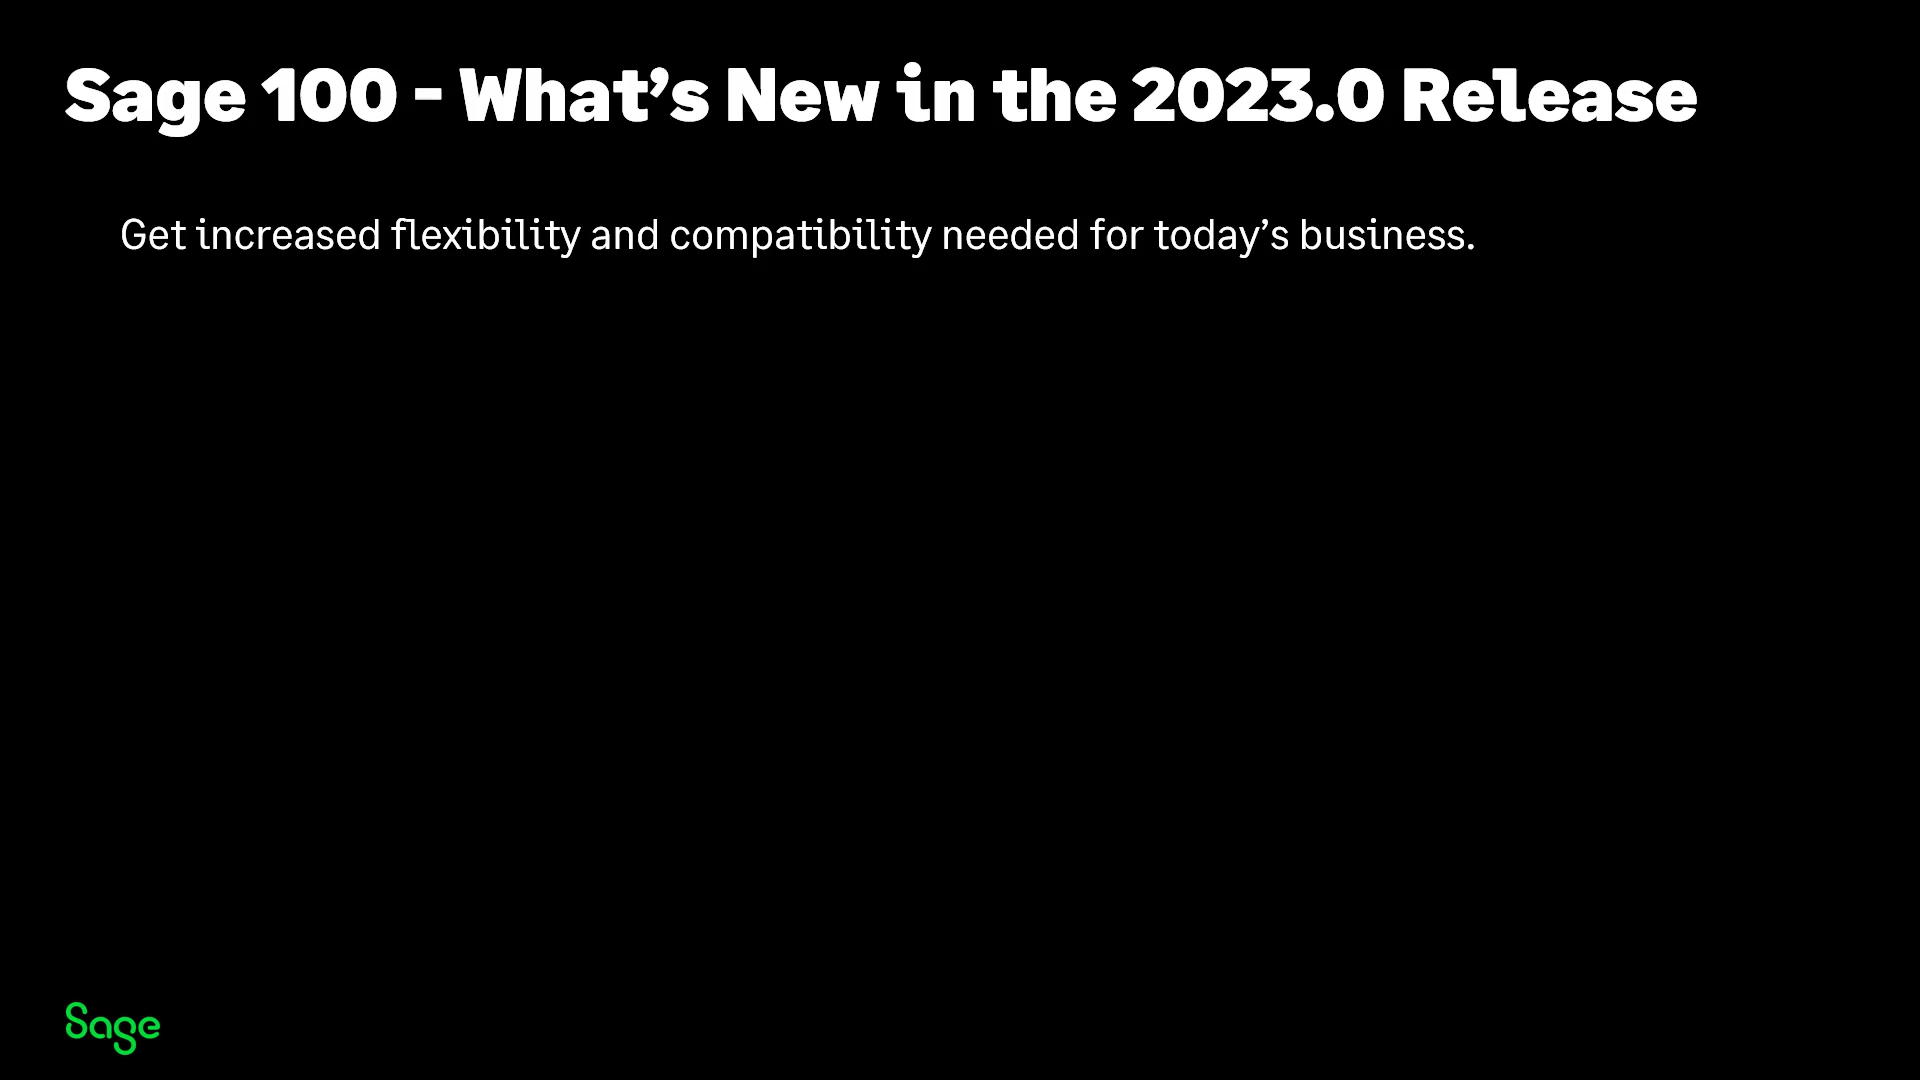 Sage 100 - What’s New in the 2023.0 Release
Get increased flexibility and compatibility needed for today’s business.
Sage